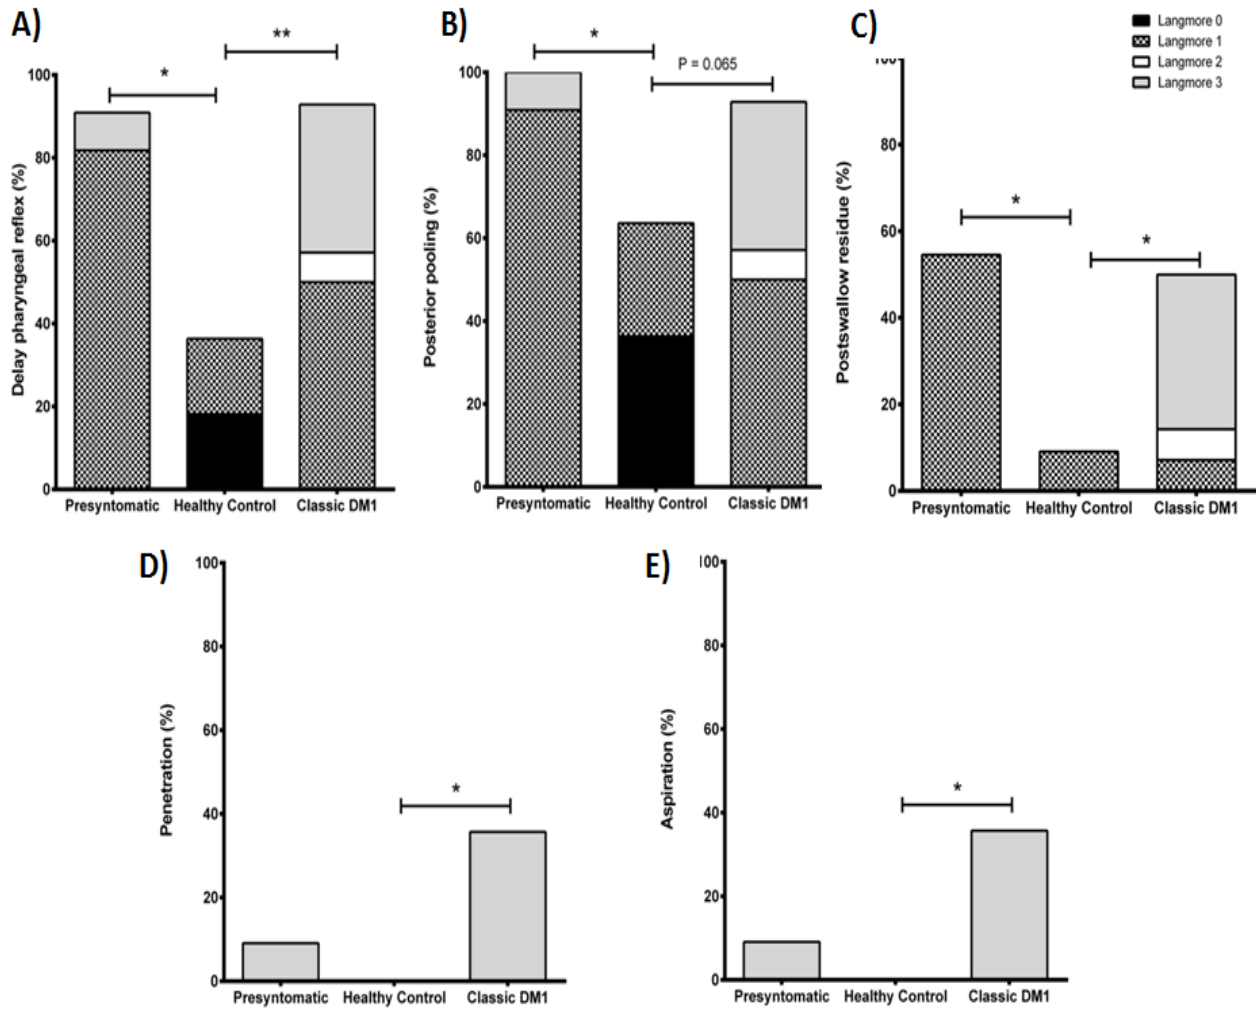 A)
**
*
100
80
60
40
20
0
Delay pharyngeal reflex (%)
Presyntomatic Healthy Control Classic DM1
B)
*
P = 0.065
100
80
60
40
20
0
Posterior pooling (%)
Presyntomatic Healthy Control Classic DM1
C)
Langmore 0
Langmore 1
Langmore 2
Langmore 3
*
*
100
80
60
40
20
0
Postswallow residue (%)
Presyntomatic Healthy Control Classic DM1
D)
*
100
80
60
40
20
0
Penetration (%)
Presyntomatic Healthy Control Classic DM1
E)
*
100
80
60
40
20
0
Aspiration (%)
Presyntomatic Healthy Control Classic DM1